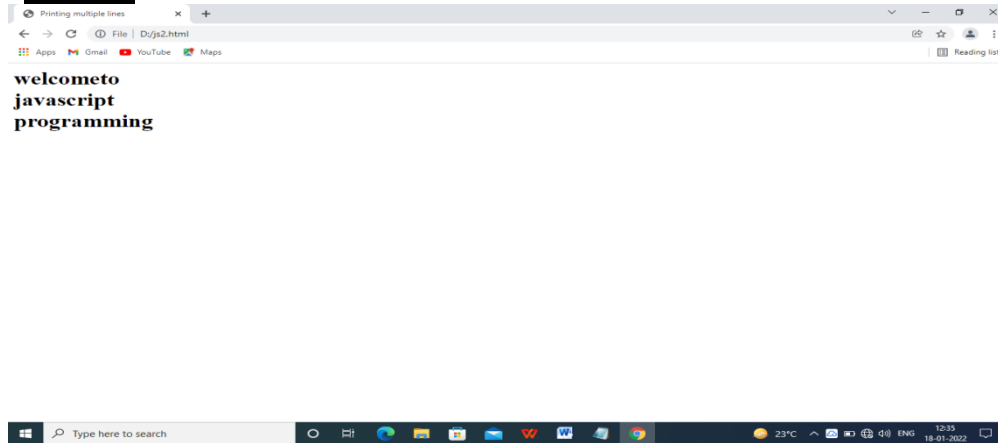 Printing multiple lines
File | D:/js2.html
Apps Gmail YouTube Maps Reading list
welcometo
javascript
programming
Type here to search 23°C ENG 12:35
18-01-2022